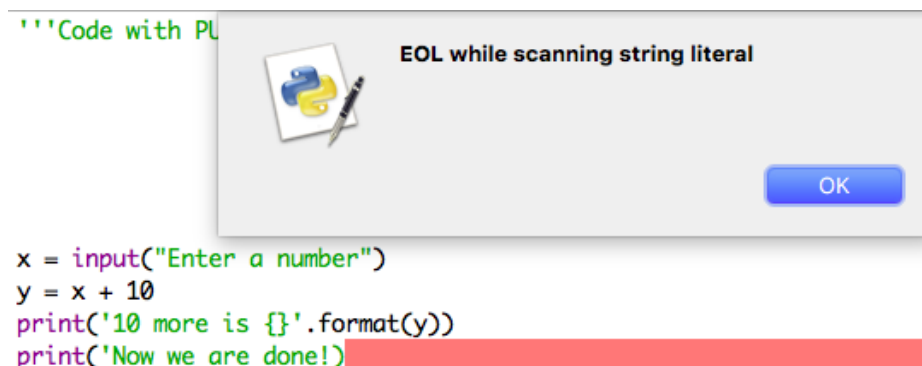 '''Code with PU
EOL while scanning string literal
OK
x = input("Enter a number")
y = x + 10
print('10 more is {}'.format(y))
print('Now we are done!)